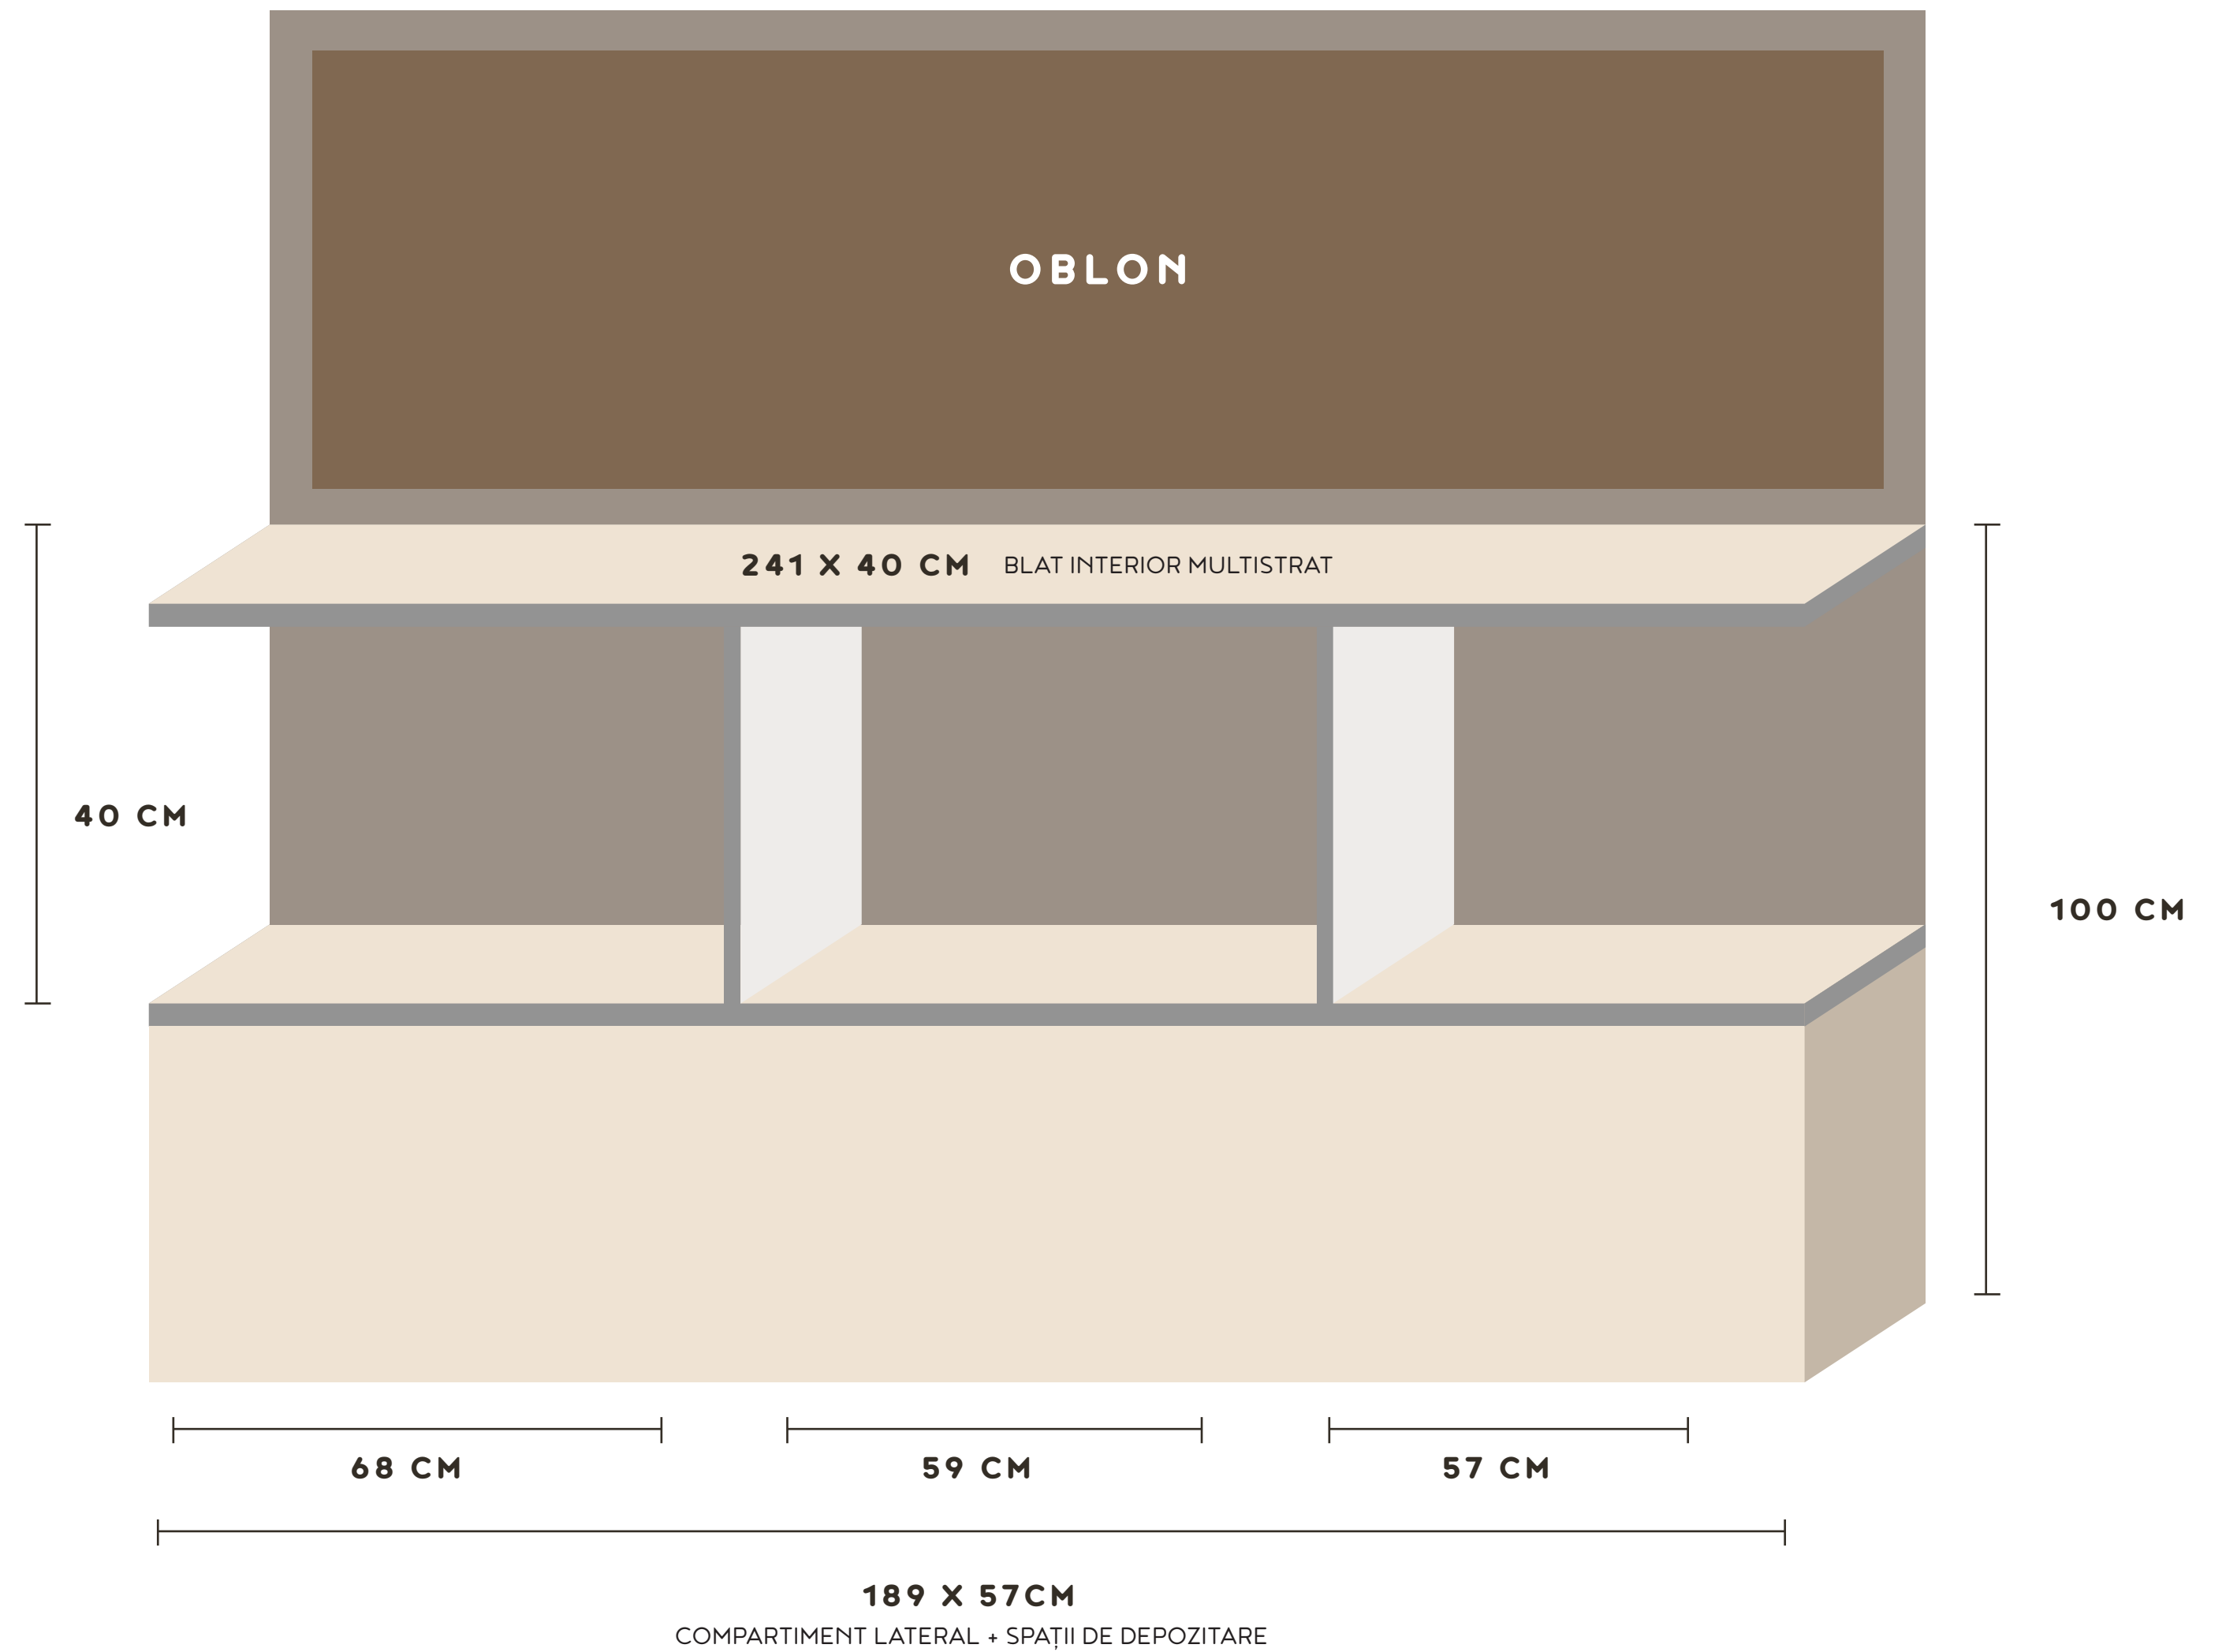 OBLON
241 X 40 CM BLAT INTERIOR MULTISTRAT
40 CM
100 CM
68 CM
59 CM
57 CM
189 X 57CM
COMPARTIMENT LATERAL + SPAȚII DE DEPOZITARE